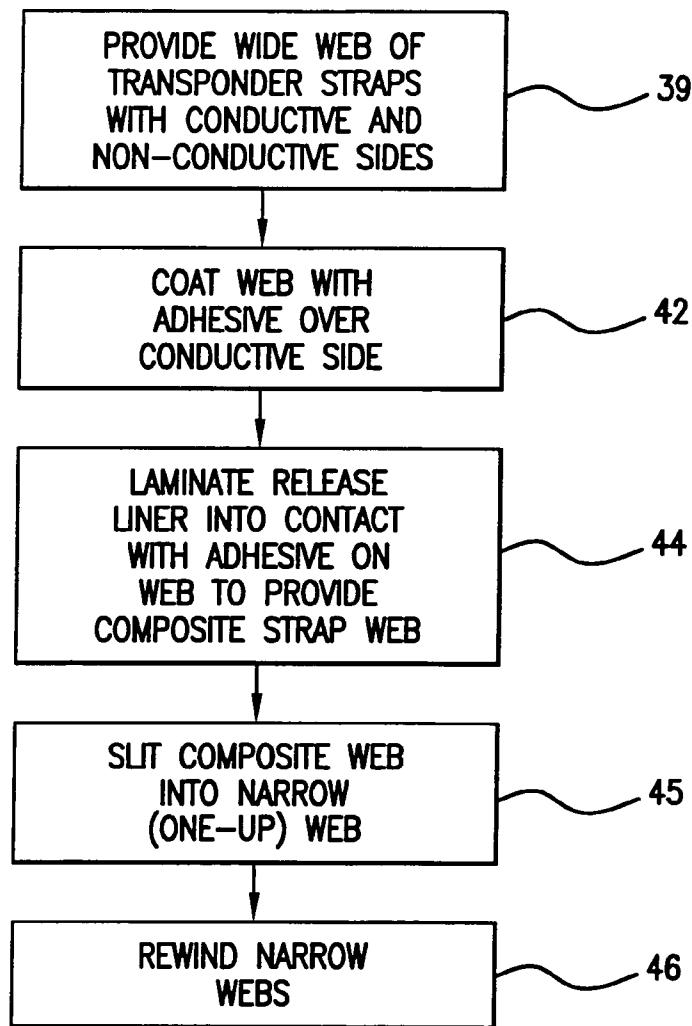 PROVIDE WIDE WEB OF
TRANSPONDER STRAPS
WITH CONDUCTIVE AND
NON-CONDUCTIVE SIDES
39
COAT WEB WITH
ADHESIVE OVER
CONDUCTIVE SIDE
42
LAMINATE RELEASE
LINER INTO CONTACT
WITH ADHESIVE ON
WEB TO PROVIDE
COMPOSITE STRAP WEB
44
SLIT COMPOSITE WEB
INTO NARROW
(ONE-UP) WEB
45
REWIND NARROW
WEBS
46